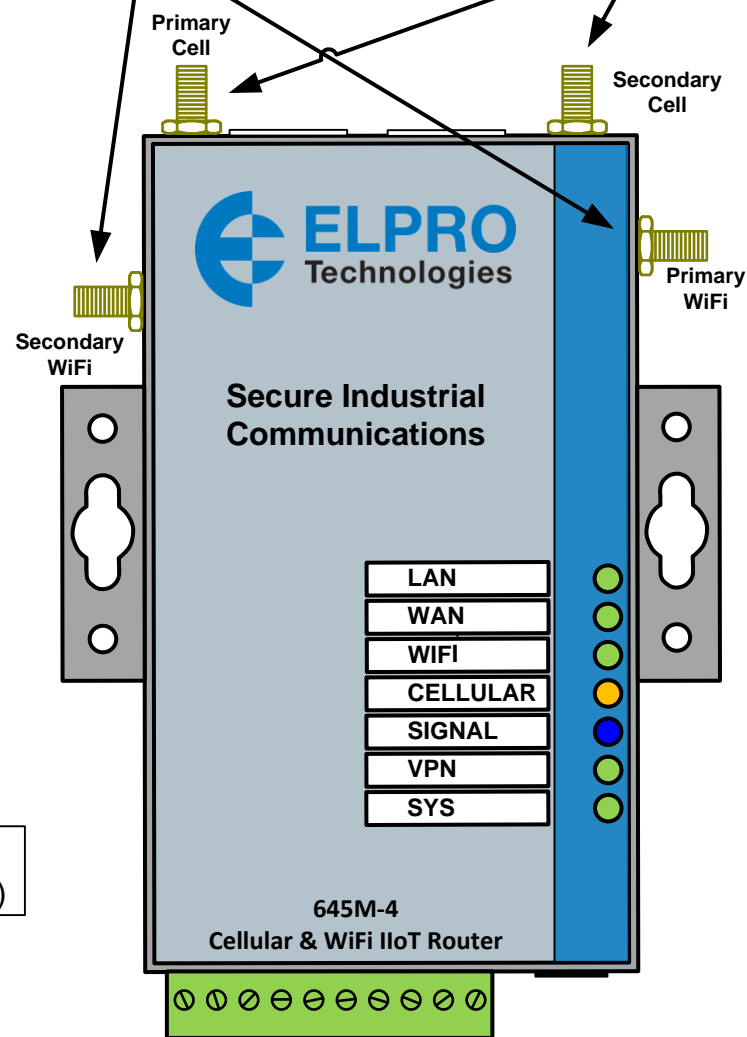 Primary
Cell
Secondary
Cell
ELPRO
Technologies
Primary
WiFi
Secondary
WiFi
Secure Industrial
Communications
LAN
WAN
WIFI
CELLULAR
SIGNAL
VPN
SYS
)
645M-4
Cellular & WiFi IIoT Router